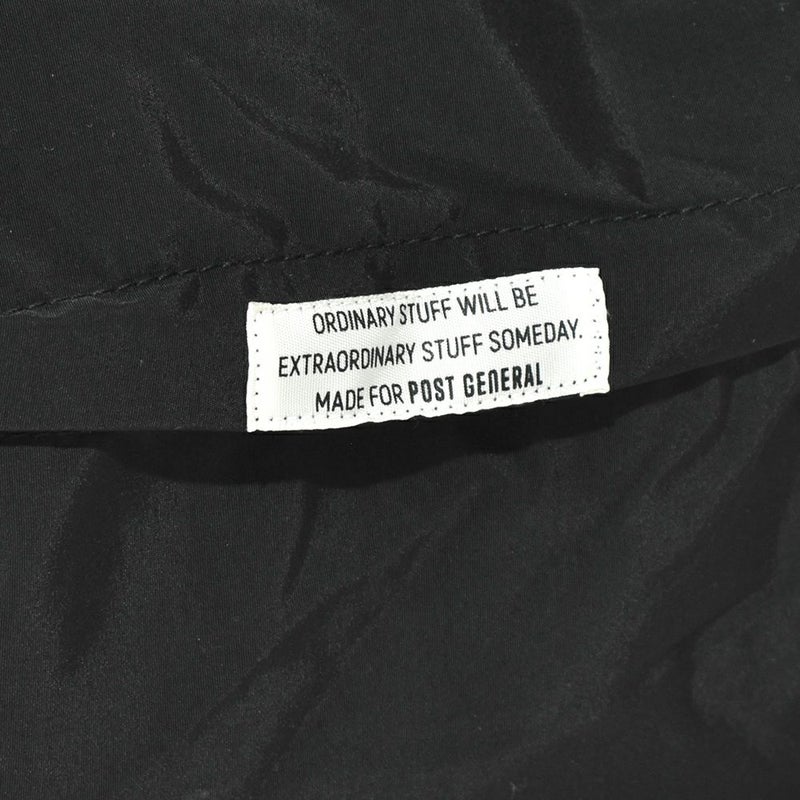 ORDINARY STUFF WILL BE
EXTRAORDINARY STUFF SOMEDAY.
MADE FOR POST GENERAL